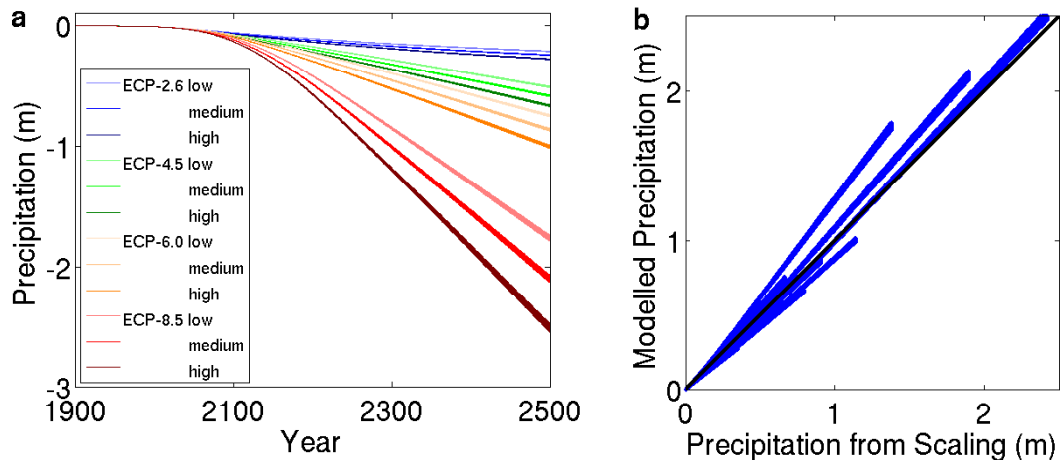 a
0
-1
-2
-3
Precipitation (m)
ECP-2.6 low
medium
high
ECP-4.5 low
medium
high
ECP-6.0 low
medium
high
ECP-8.5 low
medium
high
1900
2100
2300
2500
Year
b
2
1
0
Modelled Precipitation (m)
0
1
2
Precipitation from Scaling (m)